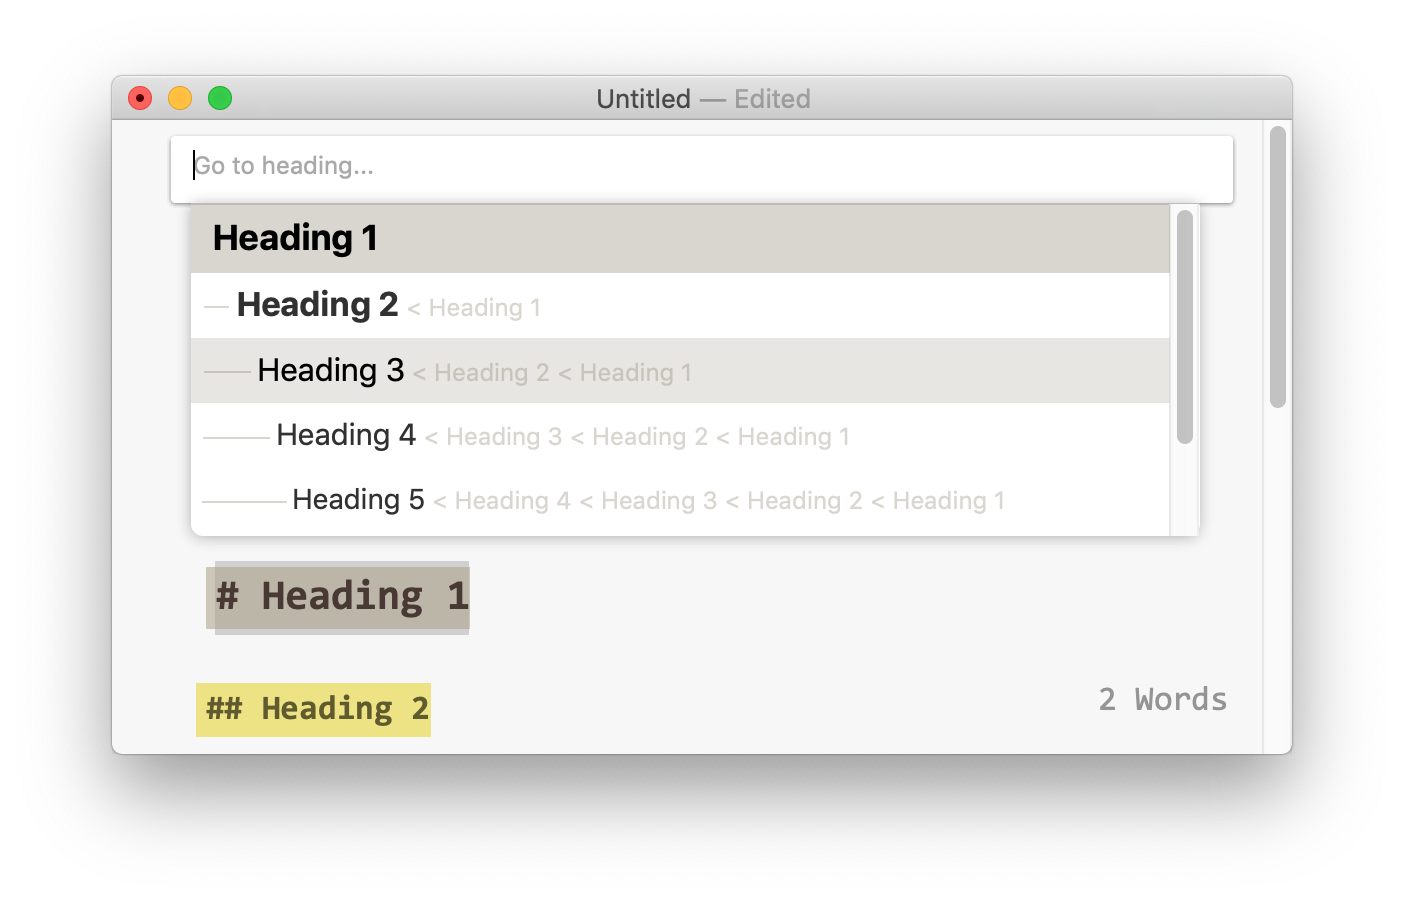 Untitled — Edited
Go to heading...
Heading 1
Heading 2 < Heading 1
Heading 3 < Heading 2 < Heading 1
Heading 4 < Heading 3 < Heading 2 < Heading 1
Heading 5 < Heading 4 < Heading 3 < Heading 2 < Heading 1
# Heading 1
## Heading 2
2 Words